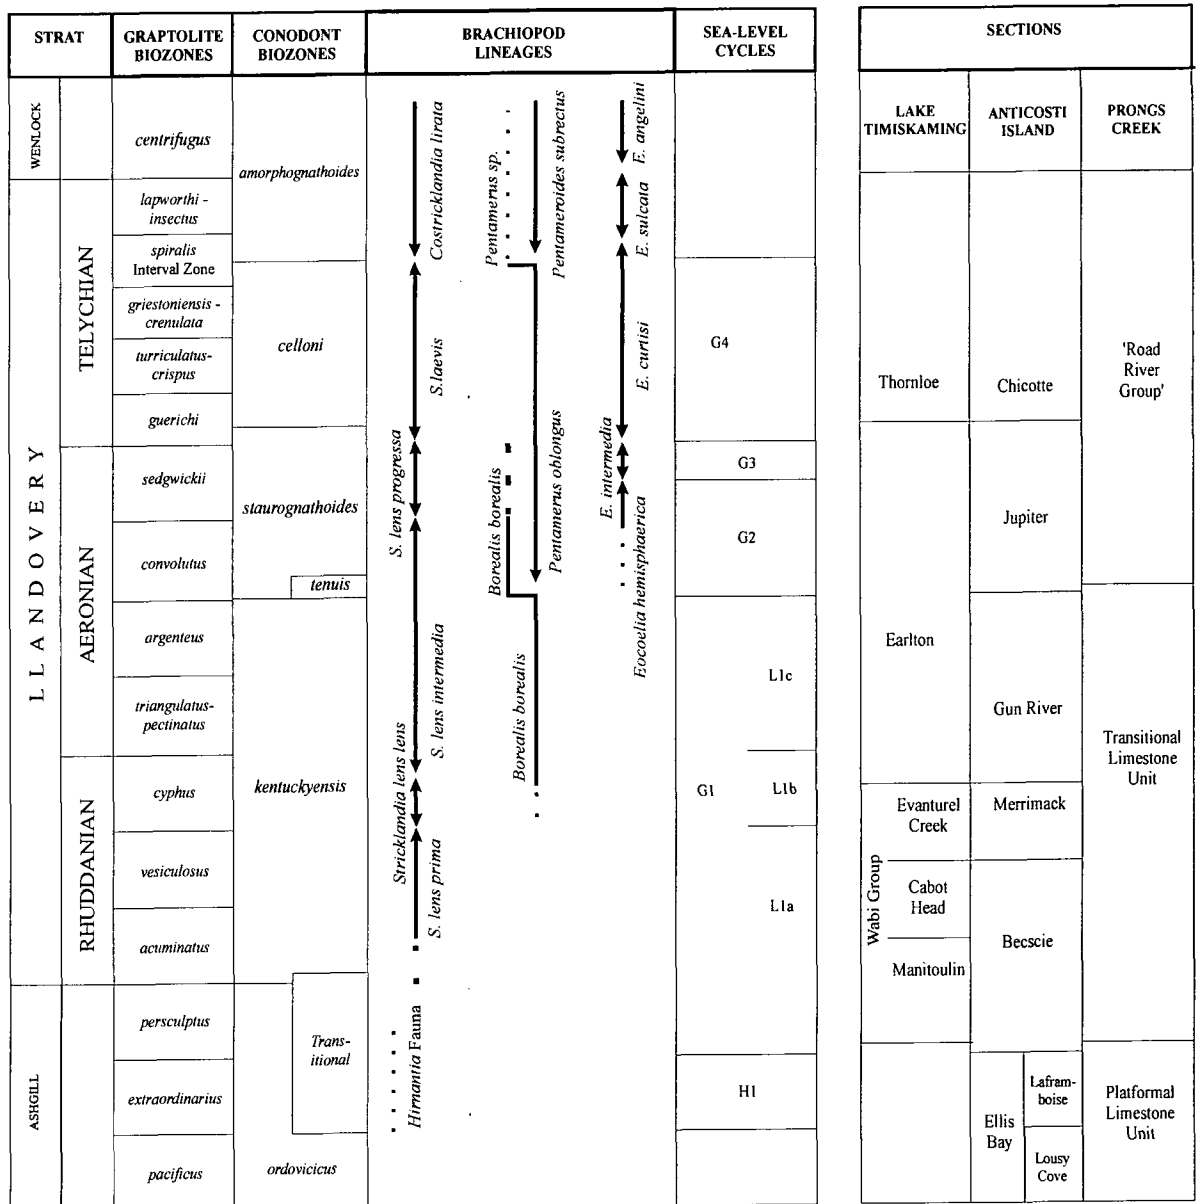 STRAT
GRAPTOLITE
BIOZONES
CONODONT
BIOZONES
BRACHIOPOD
LINEAGES
SEA-LEVEL
CYCLES
SECTIONS
LAKE
TIMISKAMING
ANTICOSTI
ISLAND
PRONGS
CREEK
WENLOCK
LLANDOVERY
ASHGILL
TELYCHIAN
AERONIAN
RHUDDANIAN
centrifugus
lapworthi -
insectus
spiralis
Interval Zone
griestoniensis -
crenulata
turriculatus-
crispus
guerichi
sedgwickii
convolutus
argenteus
triangulatus-
pectinatus
cyphus
vesiculosus
acuminatus
persculptus
extraordinarius
pacificus
amorphognathoides
celloni
staurognathoides
tenuis
kentuckyensis
Trans-
itional
ordovicicus
Costricklandia lirata
S.laevis
S. lens progressa
S. lens intermedia
Stricklandia lens lens
S. lens prima
Hirnantia Fauna
Pentamerus sp.
Pentameroides subrectus
Pentamerus oblongus
Borealis borealis
Borealis borealis
E. angelini
E. sulcata
E. curtisi
E. intermedia
Eocoelia hemisphaerica
G4
G3
G2
L1c
G1
L1b
L1a
H1
Thornloe
Earlton
Wabi Group
Evanturel
Creek
Cabot
Head
Manitoulin
Chicotte
Jupiter
Gun River
Merrimack
Becscie
Ellis
Bay
Lafram-
boise
Lousy
Cove
'Road
River
Group'
Transitional
Limestone
Unit
Platformal
Limestone
Unit